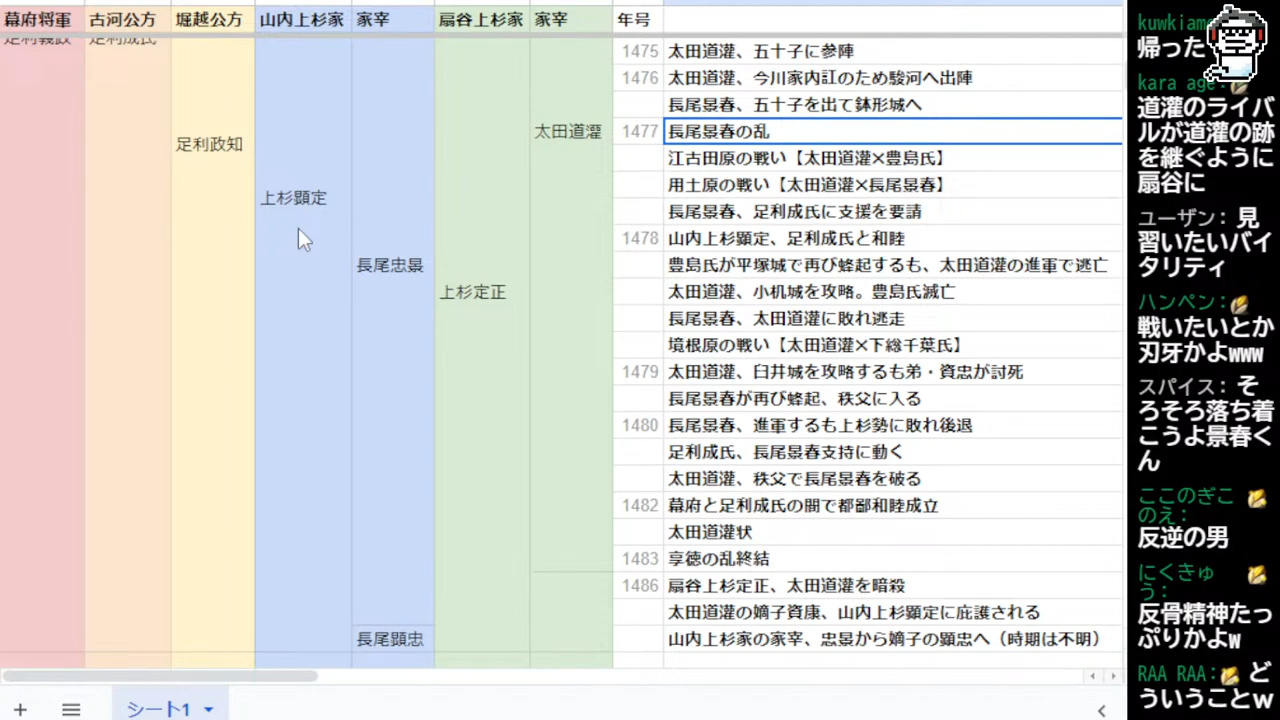 幕府将軍 古河公方 堀越公方 山内上杉家 家宰 扇谷上杉家 家宰 年号
足利義政 足利成氏
1475 太田道灌、五十子に参陣
1476 太田道灌、今川家内訌のため駿河へ出陣
長尾景春、五十子を出て鉢形城へ
太田道灌 1477 長尾景春の乱
足利政知
江古田原の戦い【太田道灌×豊島氏】
用土原の戦い【太田道灌×長尾景春】
上杉顕定
長尾景春、足利成氏に支援を要請
1478 山内上杉顕定、足利成氏と和睦
長尾忠景 豊島氏が平塚城で再び蜂起するも、太田道灌の進軍で逃亡
上杉定正 太田道灌、小机城を攻略。豊島氏滅亡
長尾景春、太田道灌に敗れ逃走
境根原の戦い【太田道灌×下総千葉氏】
1479 太田道灌、臼井城を攻略するも弟・資忠が討死
長尾景春が再び蜂起、秩父に入る
1480 長尾景春、進軍するも上杉勢に敗れ後退
足利成氏、長尾景春支持に動く
太田道灌、秩父で長尾景春を破る
1482 幕府と足利成氏の間で都鄙和睦成立
太田道灌状
1483 享徳の乱終結
1486 扇谷上杉定正、太田道灌を暗殺
太田道灌の嫡子資康、山内上杉顕定に庇護される
長尾顕忠 山内上杉家の家宰、忠景から嫡子の顕忠へ（時期は不明）
シート1
帰った
kara age:
道灌のライバ
ルが道灌の跡
を継ぐように
扇谷に
ユーザン: 見
習いたいバイ
タリティ
ハンペン:
戦いたいとか
刃牙かよwww
スパイス: そ
ろそろ落ち着
こうよ景春く
ん
ここのぎこ
のえ:
反逆の男
にくきゅ
う:
反骨精神たっ
ぷりかよw
RAA RAA: ど
ういうことw